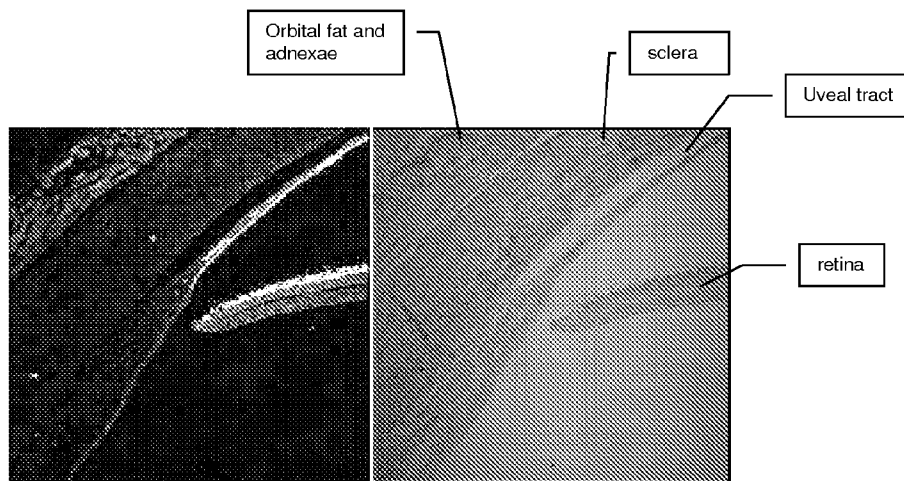 Orbital fat and
adnexae
sclera
Uveal tract
retina